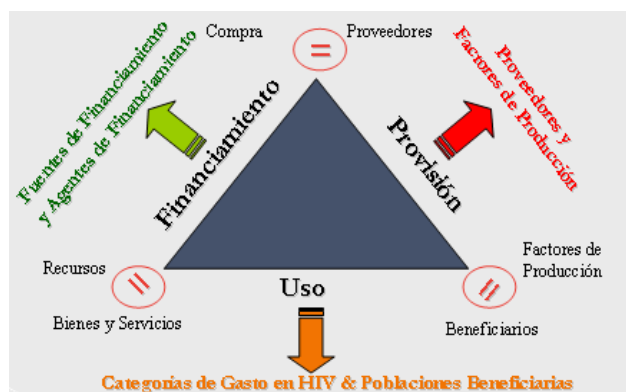 Compra
=
Proveedores
Fuentes de Financiamiento
y Agentes de Financiamiento
Financiamiento
Provisión
Proveedores y
Factores de Producción
Recursos
=
Bienes y Servicios
Uso
Factores de
Producción
=
Beneficiarios
Categorías de Gasto en HIV & Poblaciones Beneficiarias